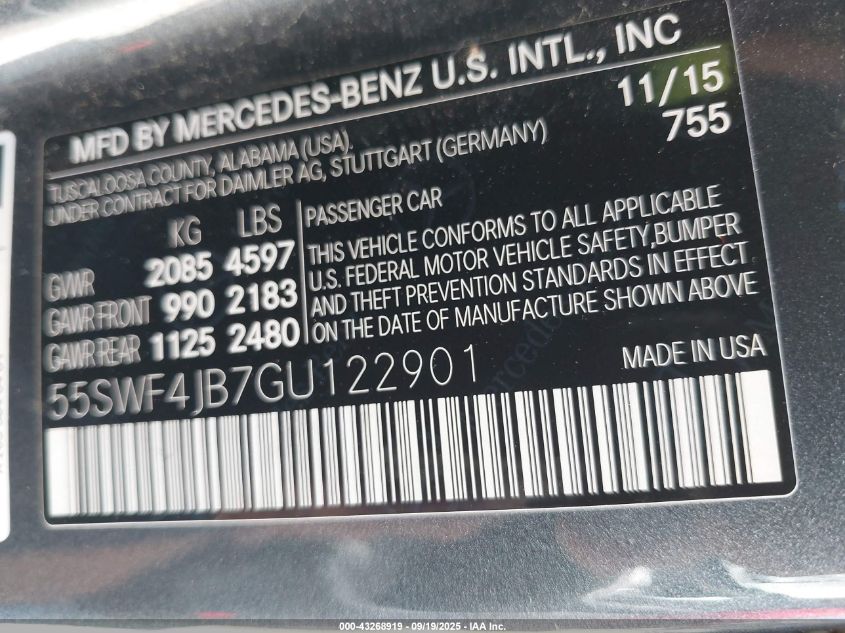 MFD BY MERCEDES-BENZ U.S. INTL., INC
TUSCALOOSA COUNTY, ALABAMA (USA).
UNDER CONTRACT FOR DAIMLER AG, STUTTGART (GERMANY)
11/15
755
KG LBS
GVWR 2085 4597
GAWR FRONT 990 2183
GAWR REAR 1125 2480
PASSENGER CAR
THIS VEHICLE CONFORMS TO ALL APPLICABLE
U.S. FEDERAL MOTOR VEHICLE SAFETY,BUMPER
AND THEFT PREVENTION STANDARDS IN EFFECT
ON THE DATE OF MANUFACTURE SHOWN ABOVE
55SWF4JB7GU122901
MADE IN USA
000-43268919 - 09/19/2025 - IAA Inc.